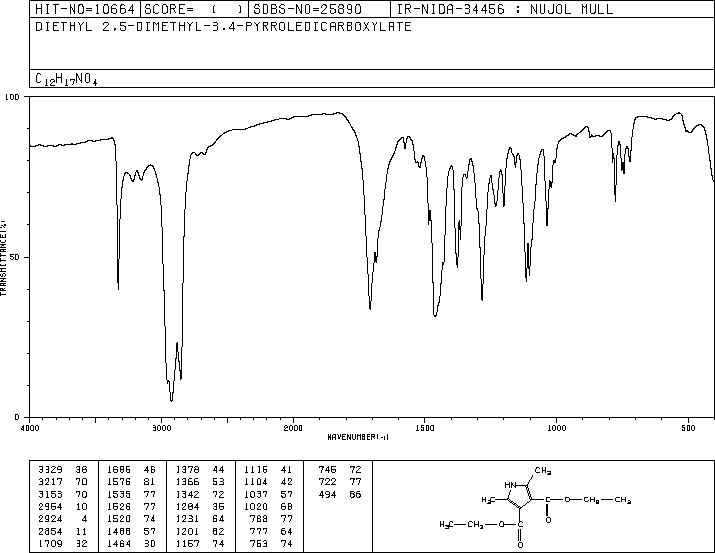 HIT-NO=10664 SCORE= ( ) SDBS-NO=25890 IR-NIDA-34456 : NUJOL MULL
DIETHYL 2,5-DIMETHYL-3,4-PYRROLEDICARBOXYLATE
C12H17NO4
100
50
0
TRANSMITTANCE(%)
4000 3000 2000 1500 1000 500
WAVENUMBER(-1)
3329 38 1686 46 1378 44 1116 41 746 72
3217 70 1576 81 1366 53 1104 42 722 77
3153 70 1535 77 1342 72 1037 57 494 86
2954 10 1526 77 1284 35 1020 68
2924 4 1520 74 1231 64 788 77
2854 11 1488 57 1201 62 777 64
1709 32 1464 30 1157 74 753 74
CH3
HN
H3C
C—O—CH2—CH3
O
H3C—CH2—O—C
O